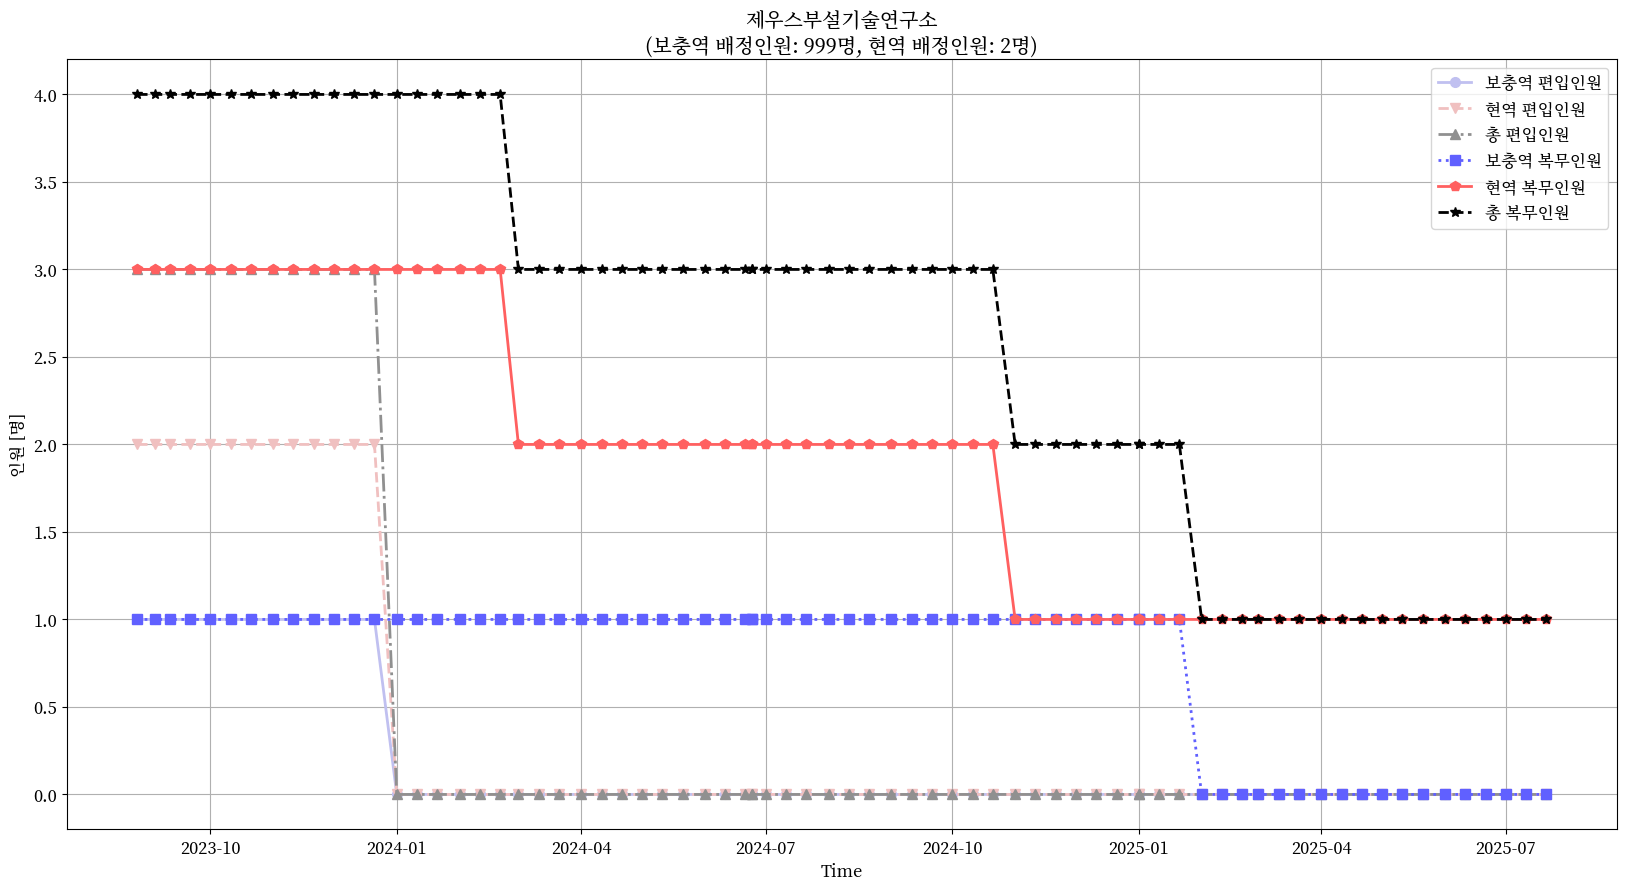 제우스부설기술연구소
(보충역 배정인원: 999명, 현역 배정인원: 2명)
보충역 편입인원
현역 편입인원
총 편입인원
보충역 복무인원
현역 복무인원
총 복무인원
인원 [명]
4.0
3.5
3.0
2.5
2.0
1.5
1.0
0.5
0.0
2023-10
2024-01
2024-04
2024-07
2024-10
2025-01
2025-04
2025-07
Time